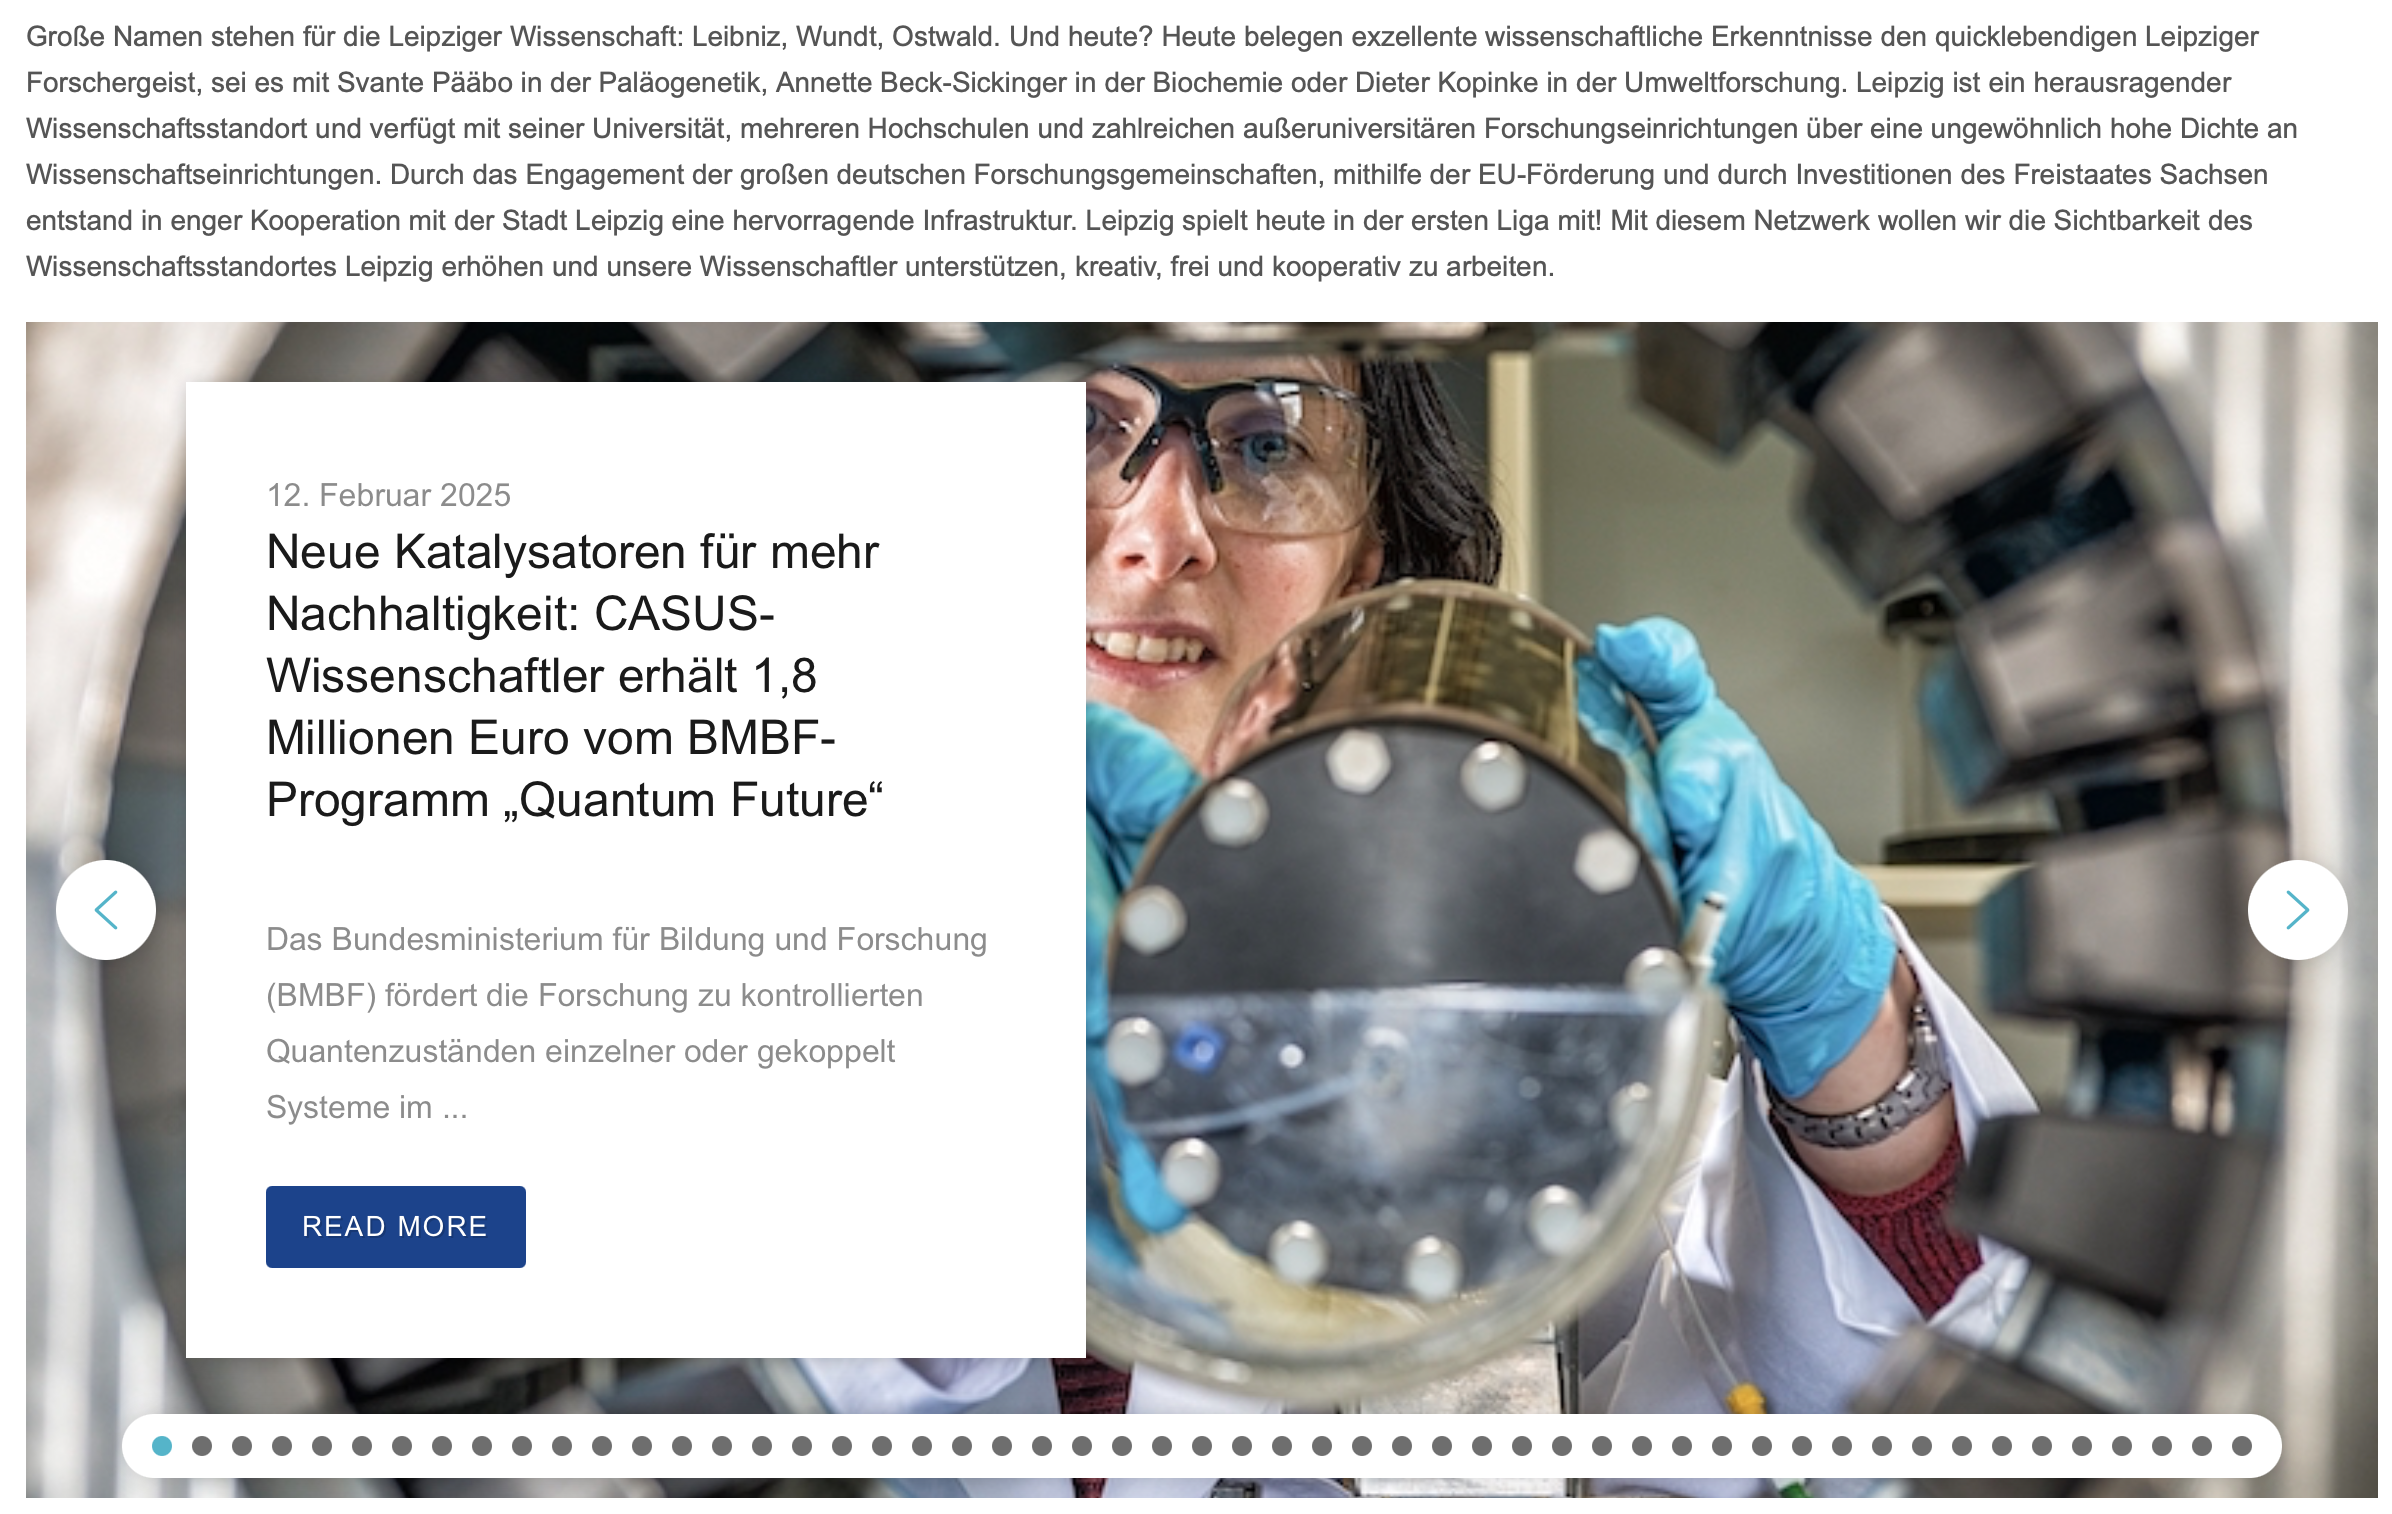 Große Namen stehen für die Leipziger Wissenschaft: Leibniz, Wundt, Ostwald. Und heute? Heute belegen exzellente wissenschaftliche Erkenntnisse den quicklebendigen Leipziger
Forschergeist, sei es mit Svante Pääbo in der Paläogenetik, Annette Beck-Sickinger in der Biochemie oder Dieter Kopinke in der Umweltforschung. Leipzig ist ein herausragender
Wissenschaftsstandort und verfügt mit seiner Universität, mehreren Hochschulen und zahlreichen außeruniversitären Forschungseinrichtungen über eine ungewöhnlich hohe Dichte an
Wissenschaftseinrichtungen. Durch das Engagement der großen deutschen Forschungsgemeinschaften, mithilfe der EU-Förderung und durch Investitionen des Freistaates Sachsen
entstand in enger Kooperation mit der Stadt Leipzig eine hervorragende Infrastruktur. Leipzig spielt heute in der ersten Liga mit! Mit diesem Netzwerk wollen wir die Sichtbarkeit des
Wissenschaftsstandortes Leipzig erhöhen und unsere Wissenschaftler unterstützen, kreativ, frei und kooperativ zu arbeiten.
12. Februar 2025
Neue Katalysatoren für mehr
Nachhaltigkeit: CASUS-
Wissenschaftler erhält 1,8
Millionen Euro vom BMBF-
Programm „Quantum Future“
Das Bundesministerium für Bildung und Forschung
(BMBF) fördert die Forschung zu kontrollierten
Quantenzuständen einzelner oder gekoppelt
Systeme im ...
READ MORE